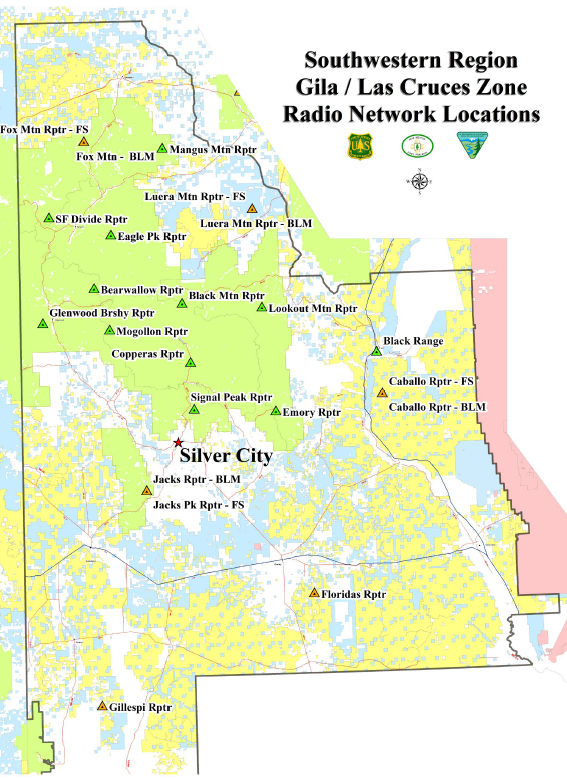 Southwestern Region
Gila / Las Cruces Zone
Radio Network Locations
Fox Mtn Rptr - FS
Fox Mtn - BLM
Mangus Mtn Rptr
Luera Mtn Rptr - FS
Luera Mtn Rptr - BLM
SF Divide Rptr
Eagle Pk Rptr
Bearwallow Rptr
Black Mtn Rptr
Lookout Mtn Rptr
Glenwood Brshy Rptr
Mogollon Rptr
Copperas Rptr
Black Range
Caballo Rptr - FS
Caballo Rptr - BLM
Signal Peak Rptr
Emory Rptr
Silver City
Jacks Rptr - BLM
Jacks Pk Rptr - FS
Floridas Rptr
Gillespi Rptr